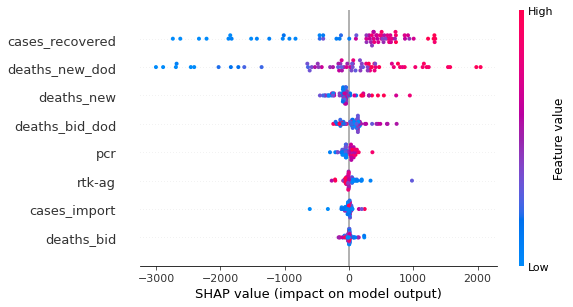 High
cases_recovered
deaths_new_dod
deaths_new
deaths_bid_dod
pcr
rtk-ag
cases_import
deaths_bid
Feature value
Low
−3000 −2000 −1000 0 1000 2000
SHAP value (impact on model output)